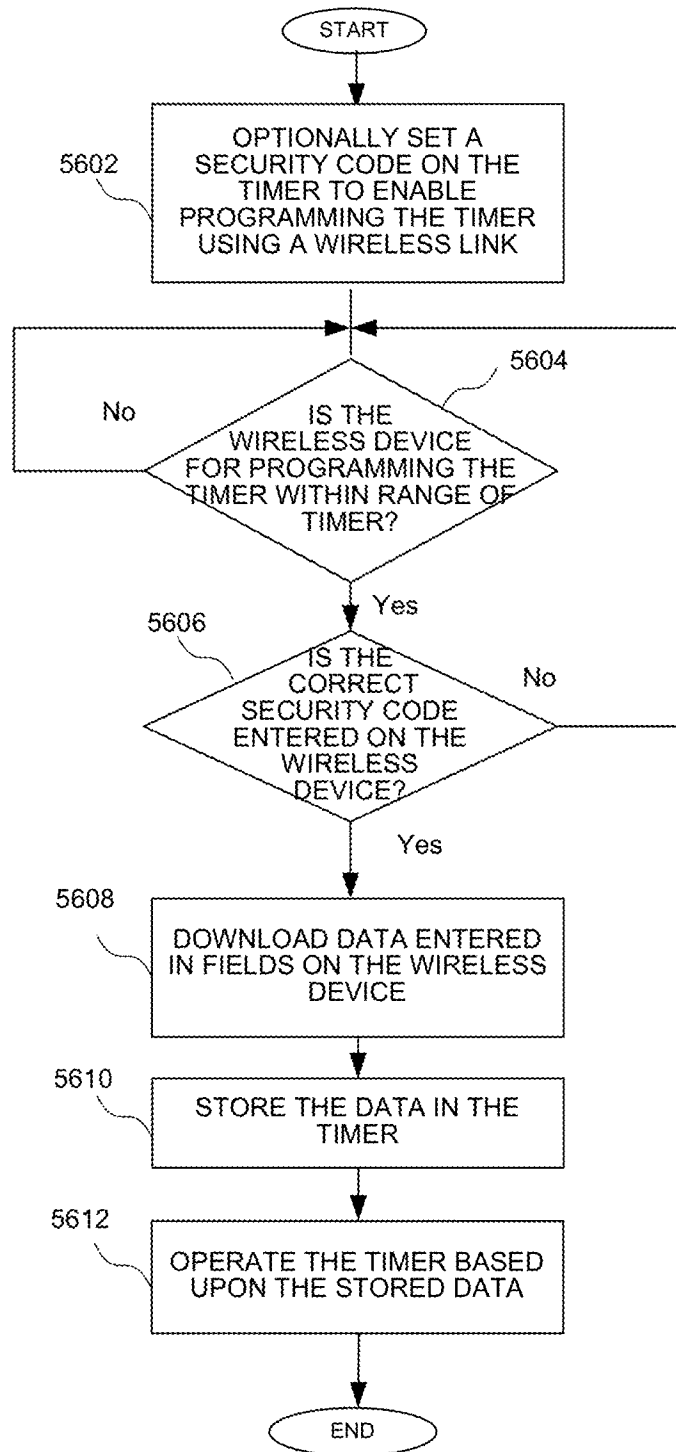 START
5602
OPTIONALLY SET A
SECURITY CODE ON THE
TIMER TO ENABLE
PROGRAMMING THE TIMER
USING A WIRELESS LINK
5604
No
IS THE
WIRELESS DEVICE
FOR PROGRAMMING THE
TIMER WITHIN RANGE OF
TIMER?
Yes
5606
IS THE
CORRECT
SECURITY CODE
ENTERED ON THE
WIRELESS
DEVICE?
No
Yes
5608
DOWNLOAD DATA ENTERED
IN FIELDS ON THE WIRELESS
DEVICE
5610
STORE THE DATA IN THE
TIMER
5612
OPERATE THE TIMER BASED
UPON THE STORED DATA
END